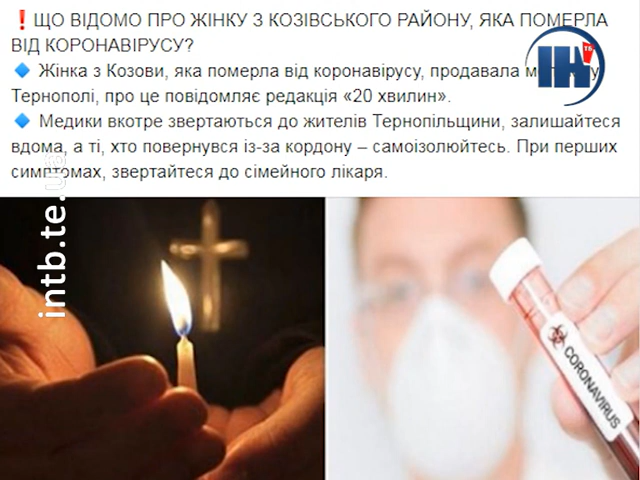 ❗ЩО ВІДОМО ПРО ЖІНКУ З КОЗІВСЬКОГО РАЙОНУ, ЯКА ПОМЕРЛА
ВІД КОРОНАВІРУСУ?
🔷 Жінка з Козови, яка померла від коронавірусу, продавала у
Тернополі, про це повідомляє редакція «20 хвилин».
🔷 Медики вкотре звертаються до жителів Тернопільщини, залишайтеся
вдома, а ті, хто повернувся із-за кордону – самоізолюйтесь. При перших
симптомах, звертайтеся до сімейного лікаря.
ІНТБ
intb.te.ua
CORONAVIRUS